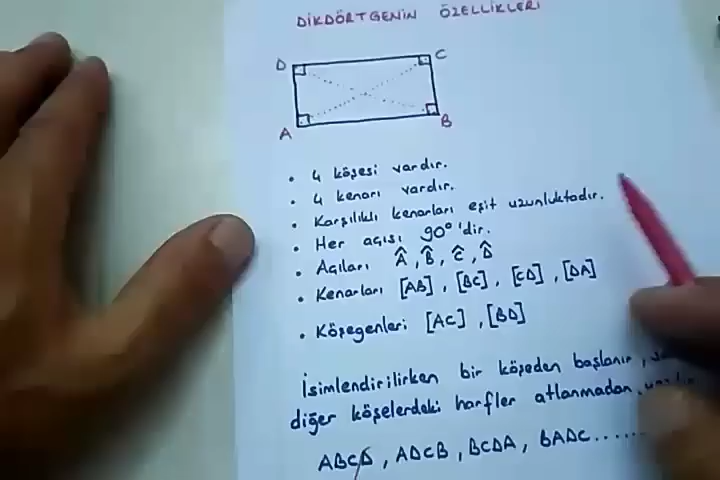 DİKDÖRTGENİN ÖZELLİKLERİ
D C
A B
• 4 köşesi vardır.
• 4 kenarı vardır.
• Karşılıklı kenarları eşit uzunluktadır.
• Her açısı 90°'dir.
• Açıları Â, B̂, Ĉ, D̂
• Kenarları [AB], [BC], [CD], [DA]
• Köşegenleri [AC], [BD]
İsimlendirilirken bir köşeden başlanır,
diğer köşelerdeki harfler atlanmadan
ABCD, ADCB, BCDA, BADC......